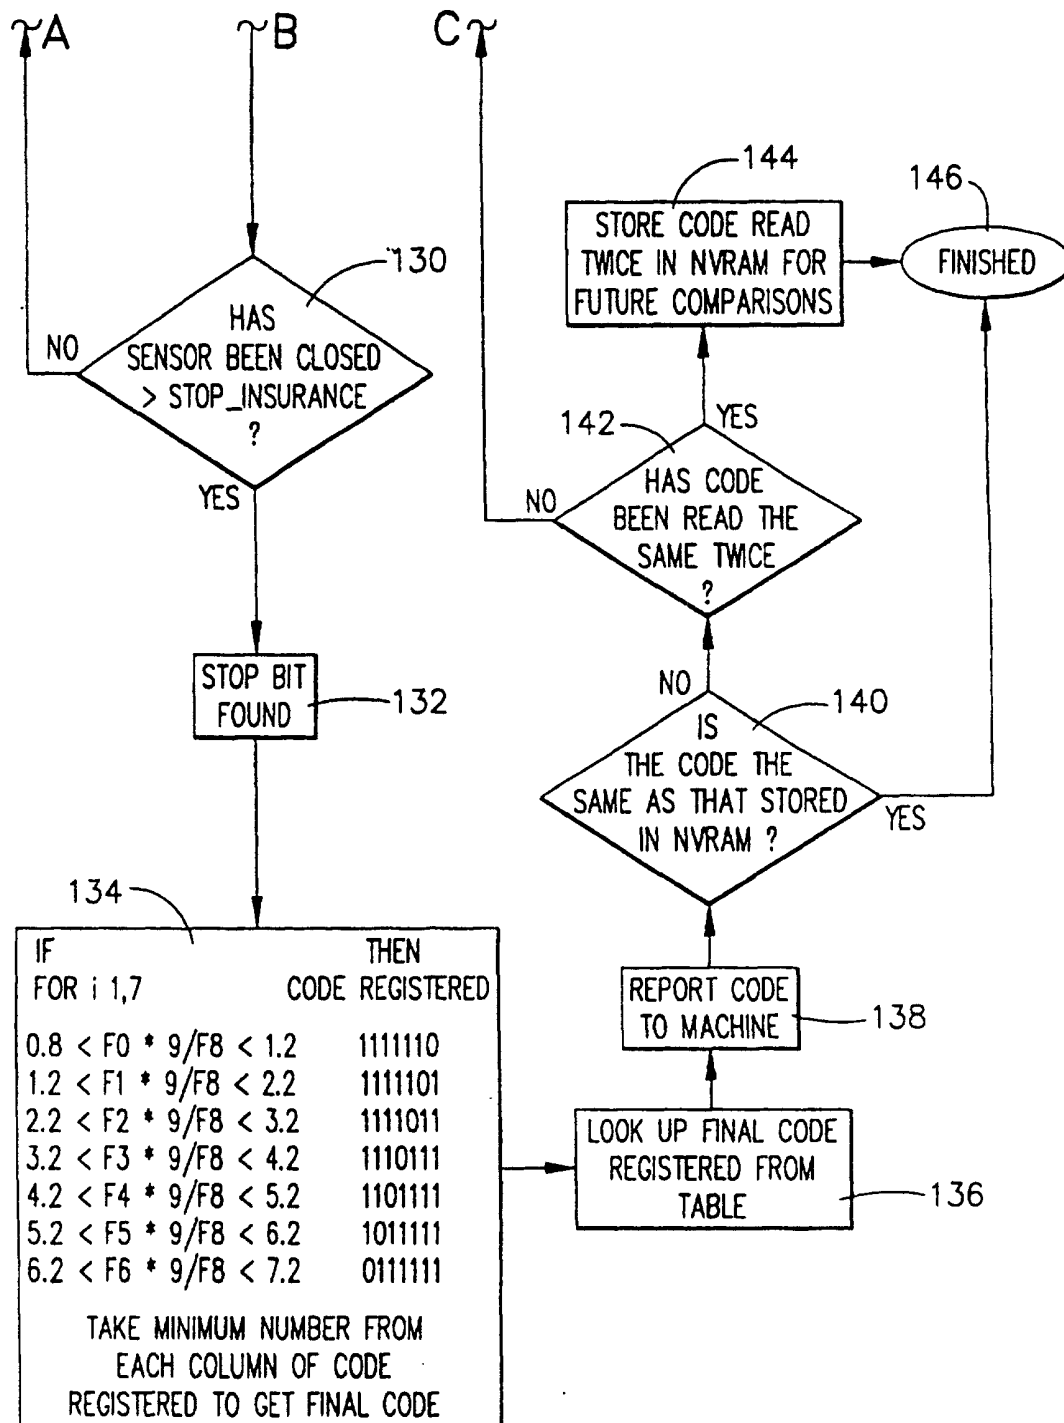 A
B
C
130
HAS
SENSOR BEEN CLOSED
> STOP_INSURANCE
?
NO
YES
STOP BIT
FOUND
132
134
IF THEN
FOR i 1,7 CODE REGISTERED
0.8 < F0 * 9/F8 < 1.2 1111110
1.2 < F1 * 9/F8 < 2.2 1111101
2.2 < F2 * 9/F8 < 3.2 1111011
3.2 < F3 * 9/F8 < 4.2 1110111
4.2 < F4 * 9/F8 < 5.2 1101111
5.2 < F5 * 9/F8 < 6.2 1011111
6.2 < F6 * 9/F8 < 7.2 0111111
TAKE MINIMUM NUMBER FROM
EACH COLUMN OF CODE
REGISTERED TO GET FINAL CODE
LOOK UP FINAL CODE
REGISTERED FROM
TABLE
136
REPORT CODE
TO MACHINE
138
140
IS
THE CODE THE
SAME AS THAT STORED
IN NVRAM ?
NO
YES
142
HAS CODE
BEEN READ THE
SAME TWICE
?
NO
YES
144
STORE CODE READ
TWICE IN NVRAM FOR
FUTURE COMPARISONS
146
FINISHED